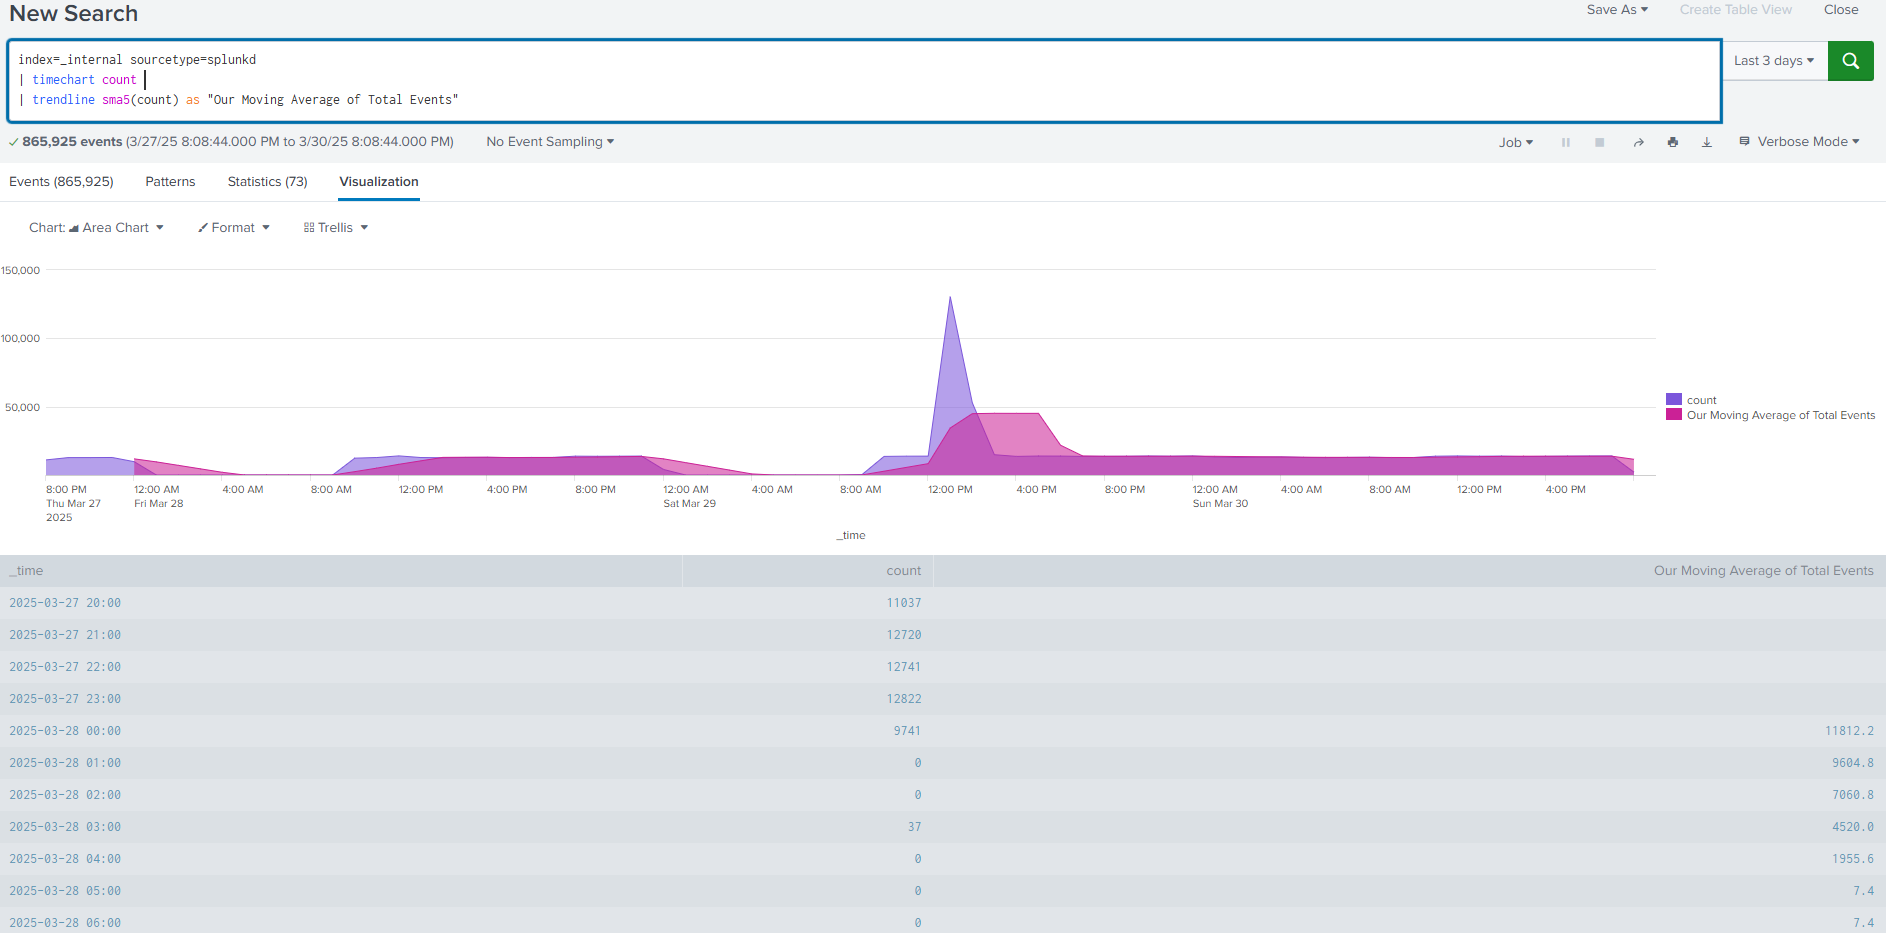 New Search
Save As Create Table View Close
index=_internal sourcetype=splunkd
| timechart count
| trendline sma5(count) as "Our Moving Average of Total Events"
Last 3 days
865,925 events (3/27/25 8:08:44.000 PM to 3/30/25 8:08:44.000 PM) No Event Sampling Job Verbose Mode
Events (865,925) Patterns Statistics (73) Visualization
Chart: Area Chart Format Trellis
150,000
100,000
50,000
count
Our Moving Average of Total Events
8:00 PM 12:00 AM 4:00 AM 8:00 AM 12:00 PM 4:00 PM 8:00 PM 12:00 AM 4:00 AM 8:00 AM 12:00 PM 4:00 PM 8:00 PM 12:00 AM 4:00 AM 8:00 AM 12:00 PM 4:00 PM
Thu Mar 27 Fri Mar 28 Sat Mar 29 Sun Mar 30
2025
_time
_time count Our Moving Average of Total Events
2025-03-27 20:00 11037
2025-03-27 21:00 12720
2025-03-27 22:00 12741
2025-03-27 23:00 12822
2025-03-28 00:00 9741 11812.2
2025-03-28 01:00 0 9604.8
2025-03-28 02:00 0 7060.8
2025-03-28 03:00 37 4520.0
2025-03-28 04:00 0 1955.6
2025-03-28 05:00 0 7.4
2025-03-28 06:00 0 7.4